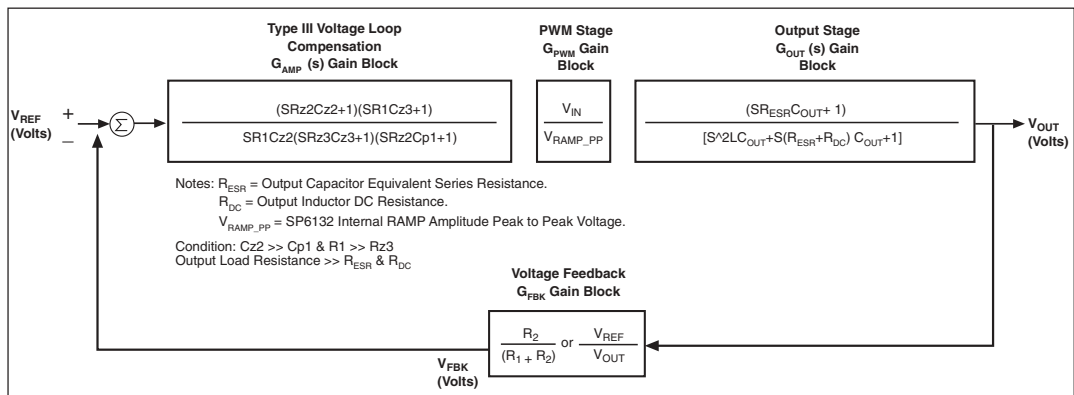 Type III Voltage Loop
Compensation
G_AMP (s) Gain Block
PWM Stage
G_PWM Gain
Block
Output Stage
G_OUT (s) Gain
Block
V_REF
(Volts)
+
−
Σ
(SRz2Cz2+1)(SR1Cz3+1)
SR1Cz2(SRz3Cz3+1)(SRz2Cp1+1)
V_IN
V_RAMP_PP
(SR_ESRC_OUT+ 1)
[S^2LC_OUT+S(R_ESR+R_DC) C_OUT+1]
V_OUT
(Volts)
Notes: R_ESR = Output Capacitor Equivalent Series Resistance.
R_DC = Output Inductor DC Resistance.
V_RAMP_PP = SP6132 Internal RAMP Amplitude Peak to Peak Voltage.
Condition: Cz2 >> Cp1 & R1 >> Rz3
Output Load Resistance >> R_ESR & R_DC
Voltage Feedback
G_FBK Gain Block
R_2
(R_1 + R_2)
or
V_REF
V_OUT
V_FBK
(Volts)